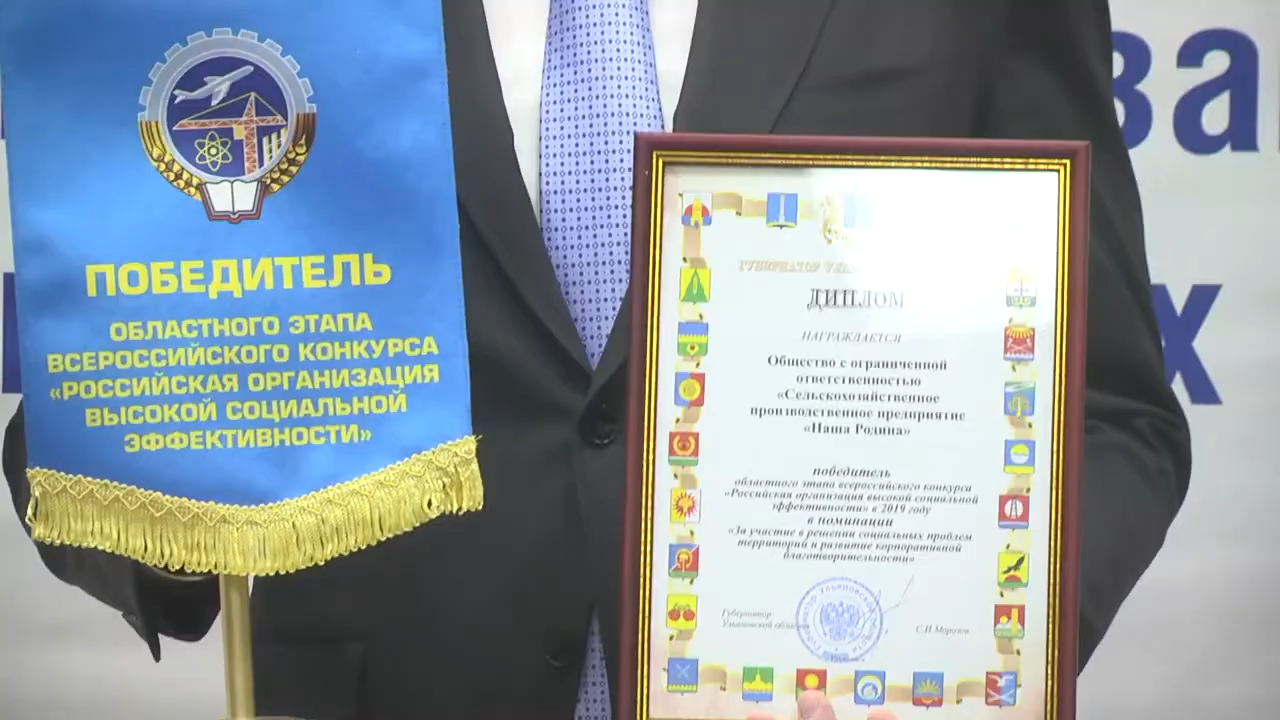 ПОБЕДИТЕЛЬ
ОБЛАСТНОГО ЭТАПА
ВСЕРОССИЙСКОГО КОНКУРСА
«РОССИЙСКАЯ ОРГАНИЗАЦИЯ
ВЫСОКОЙ СОЦИАЛЬНОЙ
ЭФФЕКТИВНОСТИ»
ГУБЕРНАТОР
ДИПЛОМ
НАГРАЖДАЕТСЯ
Общество с ограниченной
ответственностью
«Сельскохозяйственное
производственное предприятие
«Наша Родина»
победитель
областного этапа всероссийского конкурса
«Российская организация высокой социальной
эффективности» в 2019 году
в номинации
«За участие в решении социальных проблем
территорий и развитие корпоративной
благотворительности»
Губернатор
Ульяновской области
С.И.Морозов
за
х